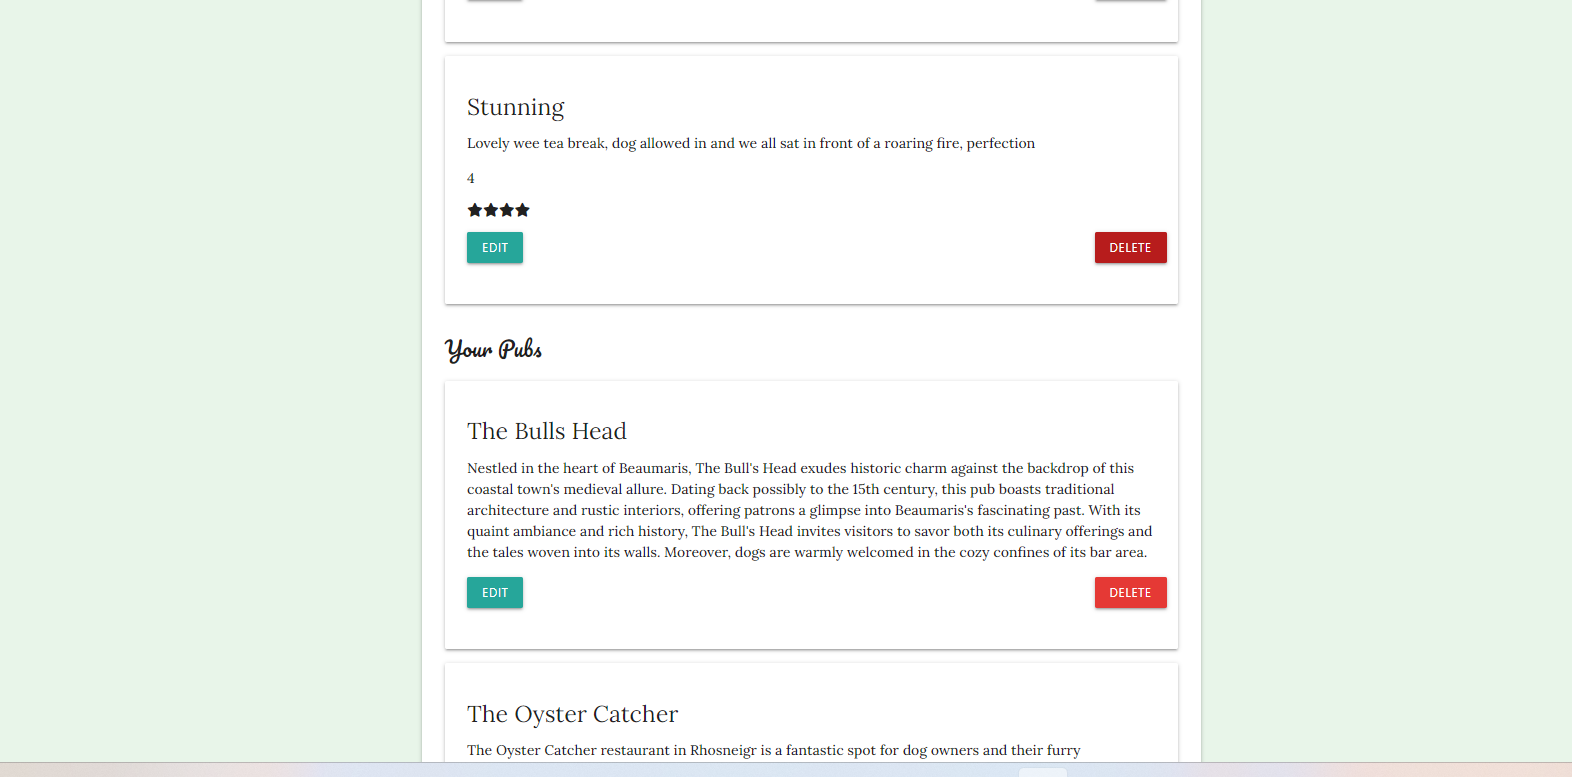 Stunning
Lovely wee tea break, dog allowed in and we all sat in front of a roaring fire, perfection
4
EDIT
DELETE
Your Pubs
The Bulls Head
Nestled in the heart of Beaumaris, The Bull's Head exudes historic charm against the backdrop of this
coastal town's medieval allure. Dating back possibly to the 15th century, this pub boasts traditional
architecture and rustic interiors, offering patrons a glimpse into Beaumaris's fascinating past. With its
quaint ambiance and rich history, The Bull's Head invites visitors to savor both its culinary offerings and
the tales woven into its walls. Moreover, dogs are warmly welcomed in the cozy confines of its bar area.
EDIT
DELETE
The Oyster Catcher
The Oyster Catcher restaurant in Rhosneigr is a fantastic spot for dog owners and their furry